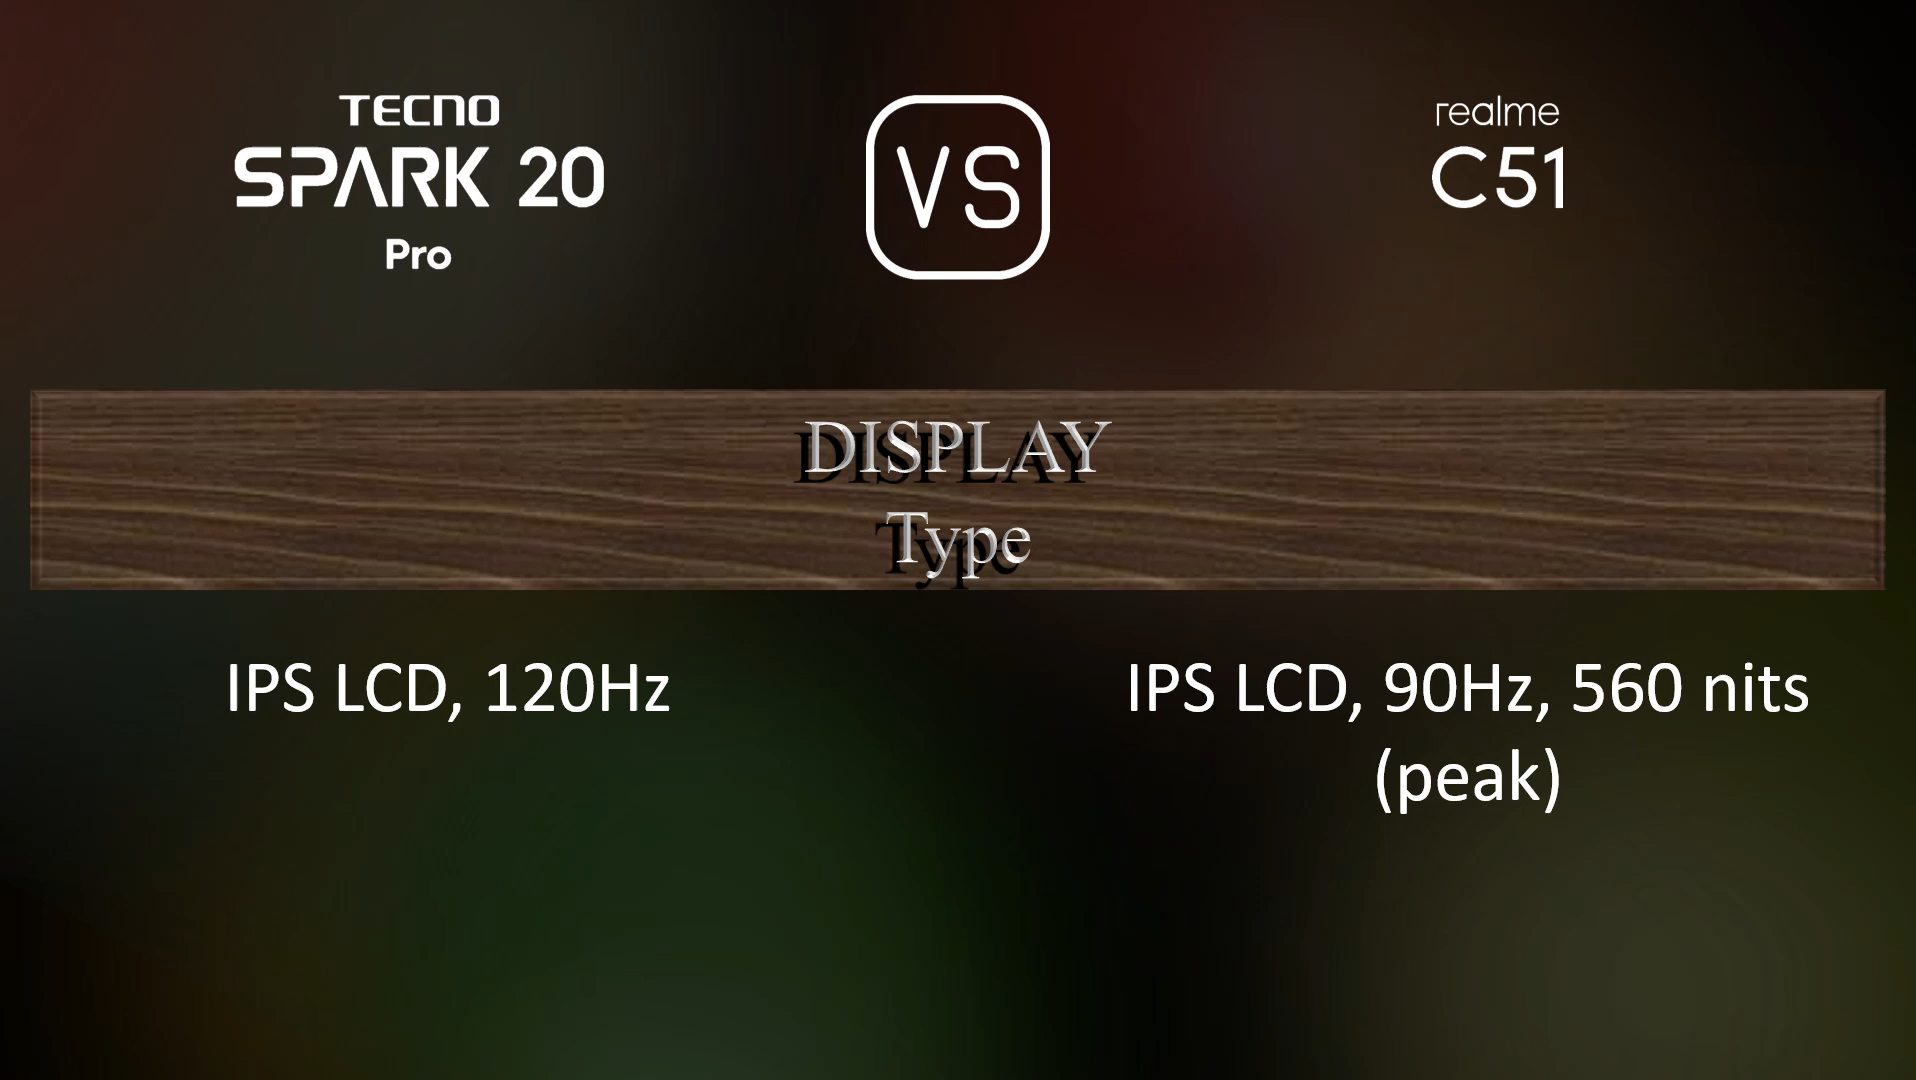 TECNO
SPARK 20
Pro
VS
realme
C51
DISPLAY
Type
IPS LCD, 120Hz
IPS LCD, 90Hz, 560 nits
(peak)